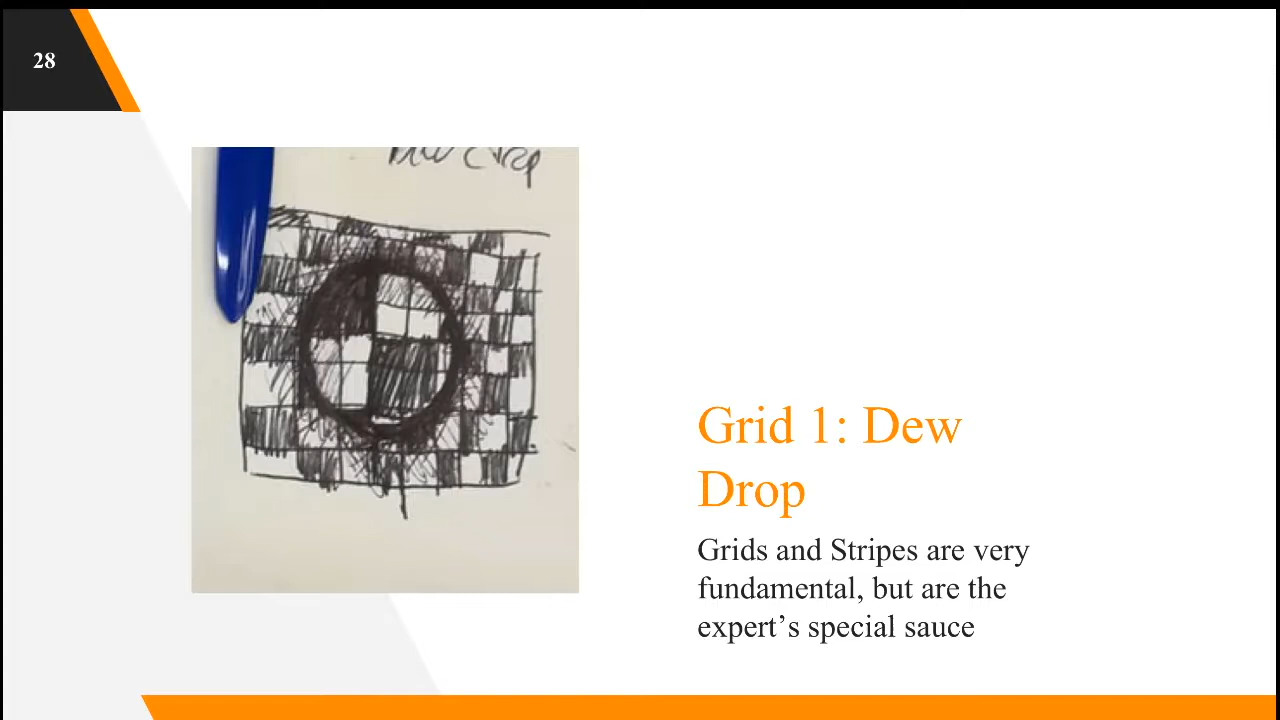 28
Grid 1: Dew
Drop
Grids and Stripes are very
fundamental, but are the
expert’s special sauce